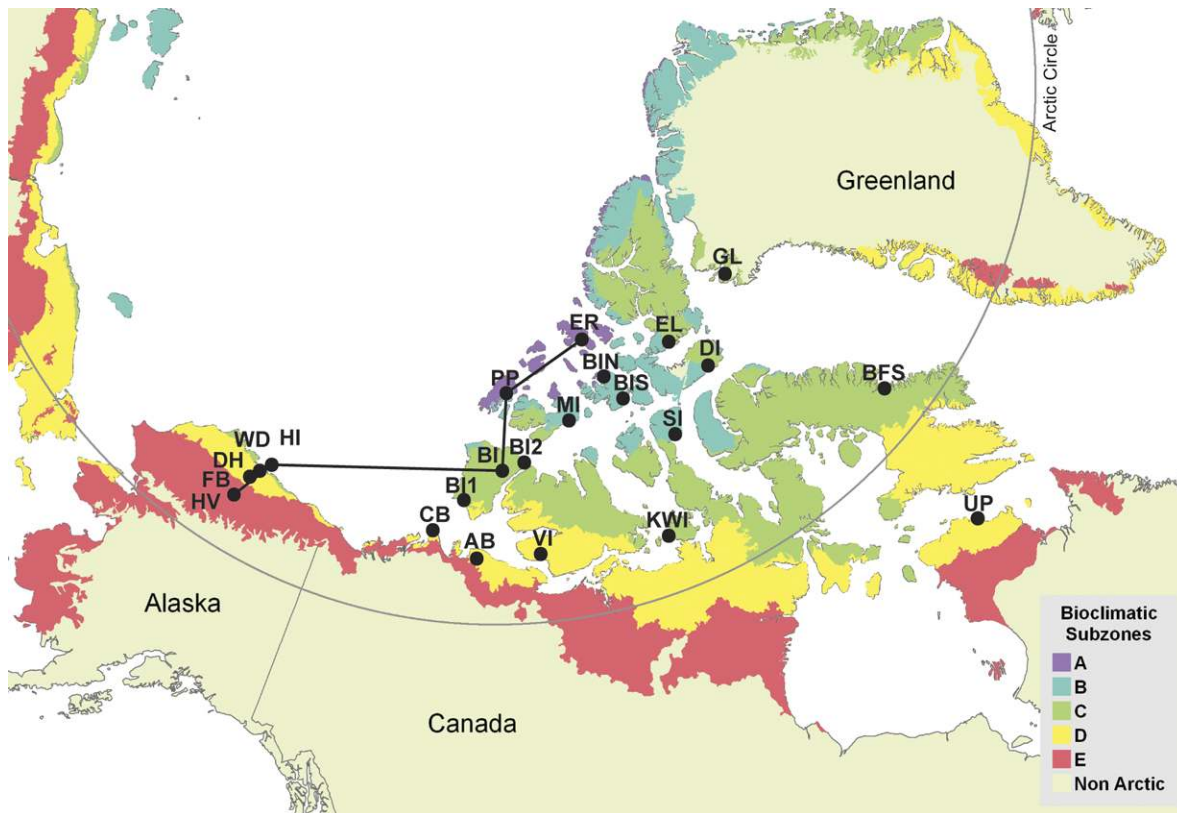 Arctic Circle
Greenland
GL
ER
EL
DI
BIN
BFS
PP
BIS
MI
SI
WD
HI
BI
BI2
DH
FB
HV
BI1
CB
KWI
UP
AB
VI
Alaska
Canada
Bioclimatic
Subzones
A
B
C
D
E
Non Arctic